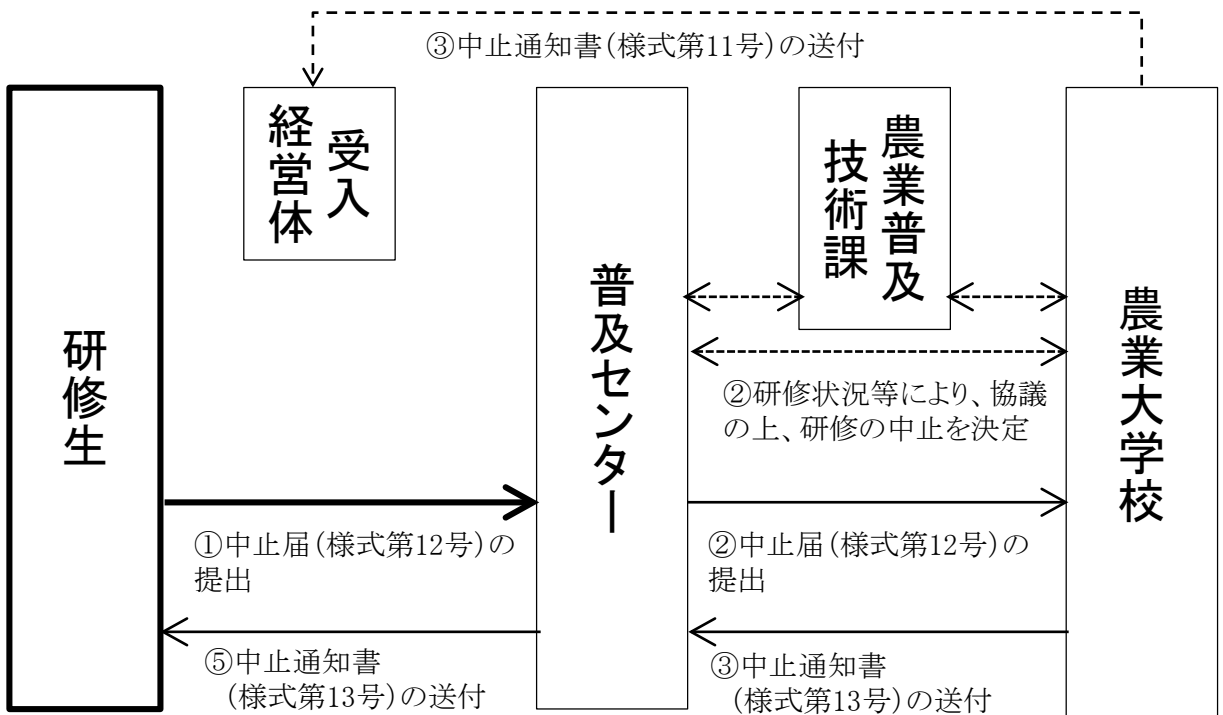 ③中止通知書(様式第11号)の送付
研修生
受入
経営体
普及センター
農業普及
技術課
農業大学校
②研修状況等により、協議
の上、研修の中止を決定
①中止届(様式第12号)の
提出
②中止届(様式第12号)の
提出
⑤中止通知書
(様式第13号)の送付
③中止通知書
(様式第13号)の送付